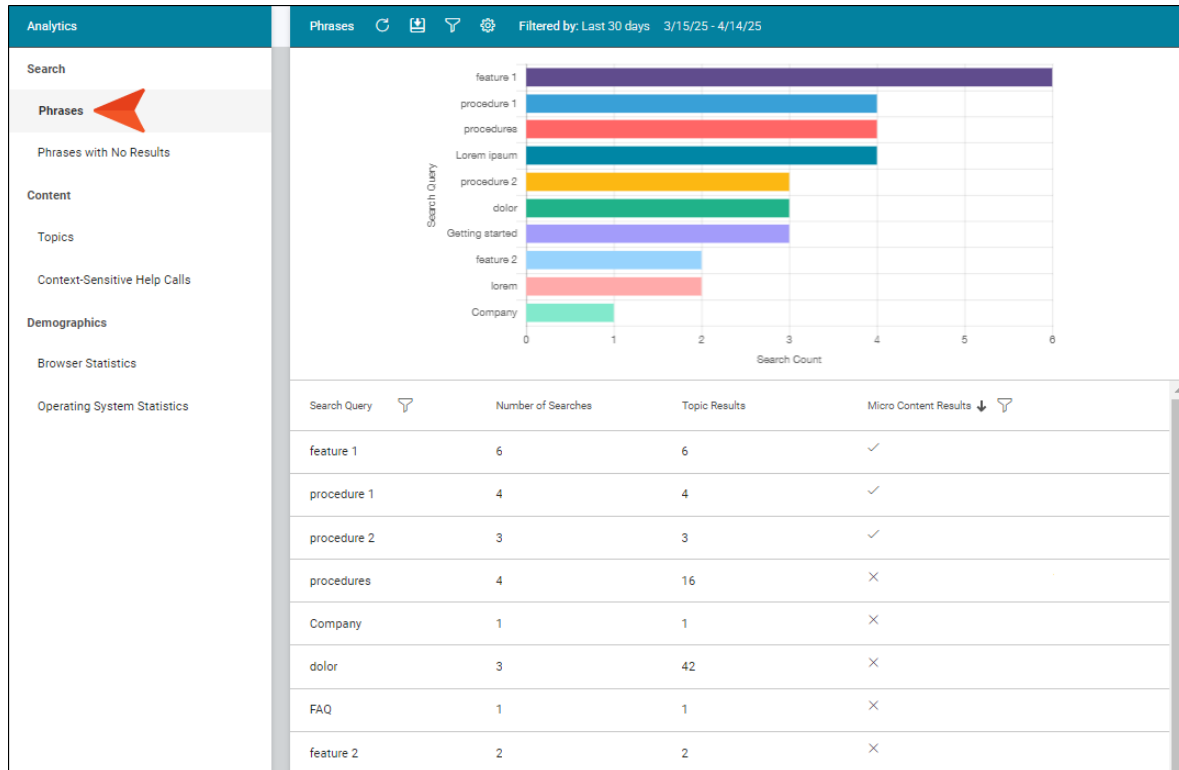 Analytics
Search
Phrases
Phrases with No Results
Content
Topics
Context-Sensitive Help Calls
Demographics
Browser Statistics
Operating System Statistics
Phrases Filtered by: Last 30 days 3/15/25 - 4/14/25
Search Query
feature 1
procedure 1
procedures
Lorem ipsum
procedure 2
dolor
Getting started
feature 2
lorem
Company
0 1 2 3 4 5 6
Search Count
Search Query Number of Searches Topic Results Micro Content Results
feature 1 6 6
procedure 1 4 4
procedure 2 3 3
procedures 4 16
Company 1 1
dolor 3 42
FAQ 1 1
feature 2 2 2